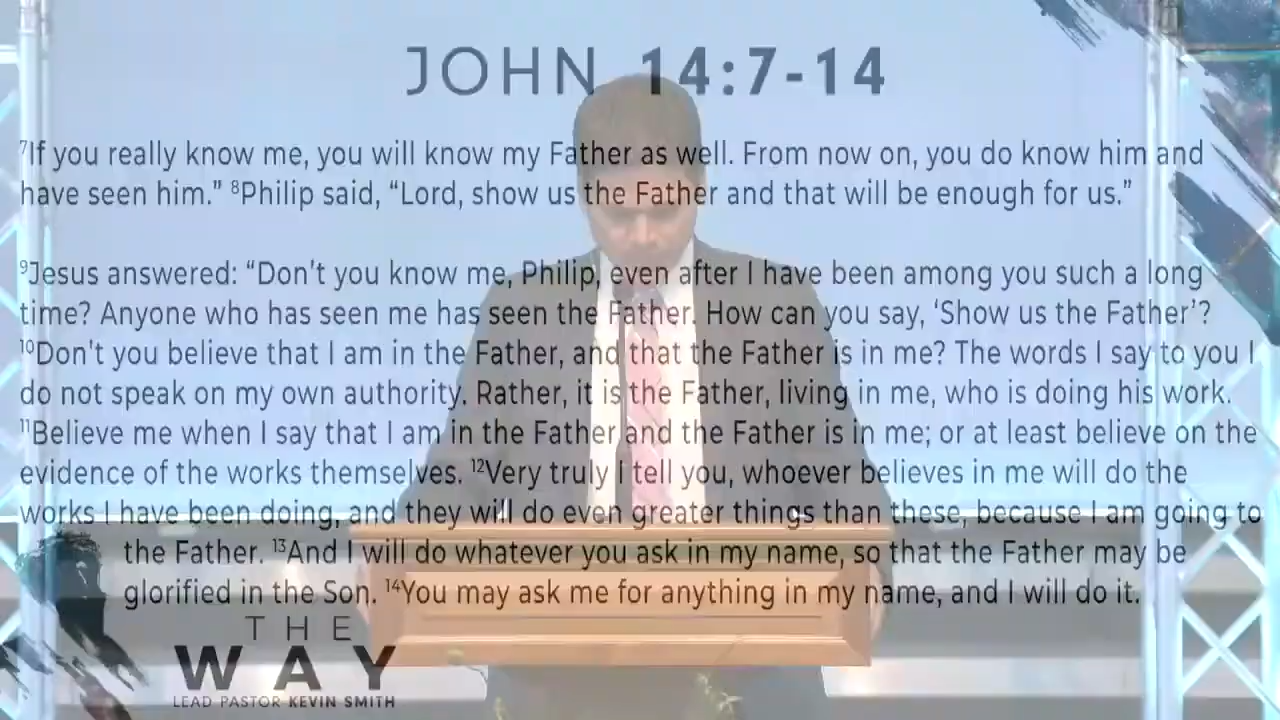 JOHN 14:7-14
⁷If you really know me, you will know my Father as well. From now on, you do know him and
have seen him.” ⁸Philip said, “Lord, show us the Father and that will be enough for us.”
⁹Jesus answered: “Don’t you know me, Philip, even after I have been among you such a long
time? Anyone who has seen me has seen the Father. How can you say, ‘Show us the Father’?
¹⁰Don’t you believe that I am in the Father, and that the Father is in me? The words I say to you I
do not speak on my own authority. Rather, it is the Father, living in me, who is doing his work.
¹¹Believe me when I say that I am in the Father and the Father is in me; or at least believe on the
evidence of the works themselves. ¹²Very truly I tell you, whoever believes in me will do the
works I have been doing, and they will do even greater things than these, because I am going to
the Father. ¹³And I will do whatever you ask in my name, so that the Father may be
glorified in the Son. ¹⁴You may ask me for anything in my name, and I will do it.
THE
WAY
LEAD PASTOR KEVIN SMITH